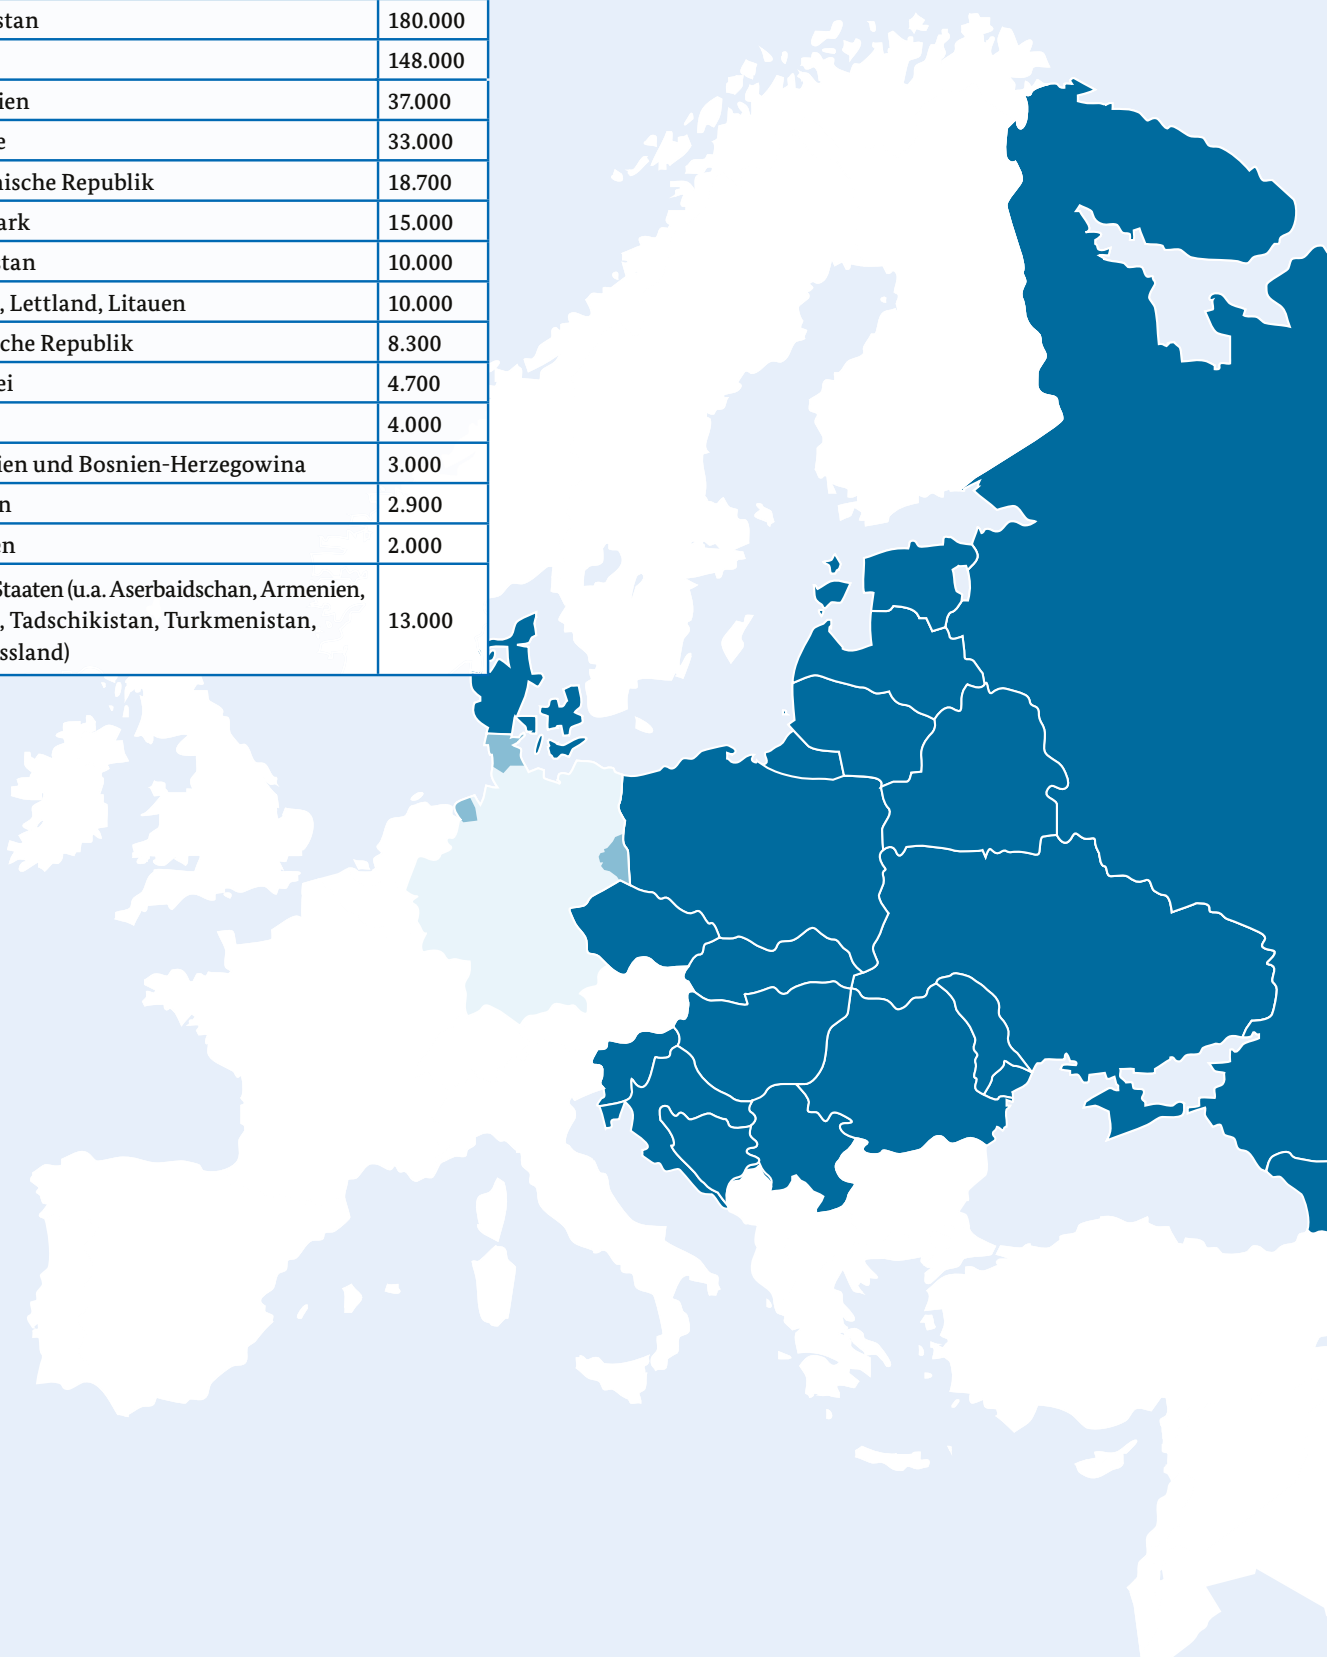 stan 180.000
148.000
ien 37.000
e 33.000
nische Republik 18.700
ark 15.000
stan 10.000
, Lettland, Litauen 10.000
che Republik 8.300
ei 4.700
4.000
ien und Bosnien-Herzegowina 3.000
n 2.900
en 2.000
Staaten (u.a. Aserbaidschan, Armenien,
, Tadschikistan, Turkmenistan, 13.000
ssland)